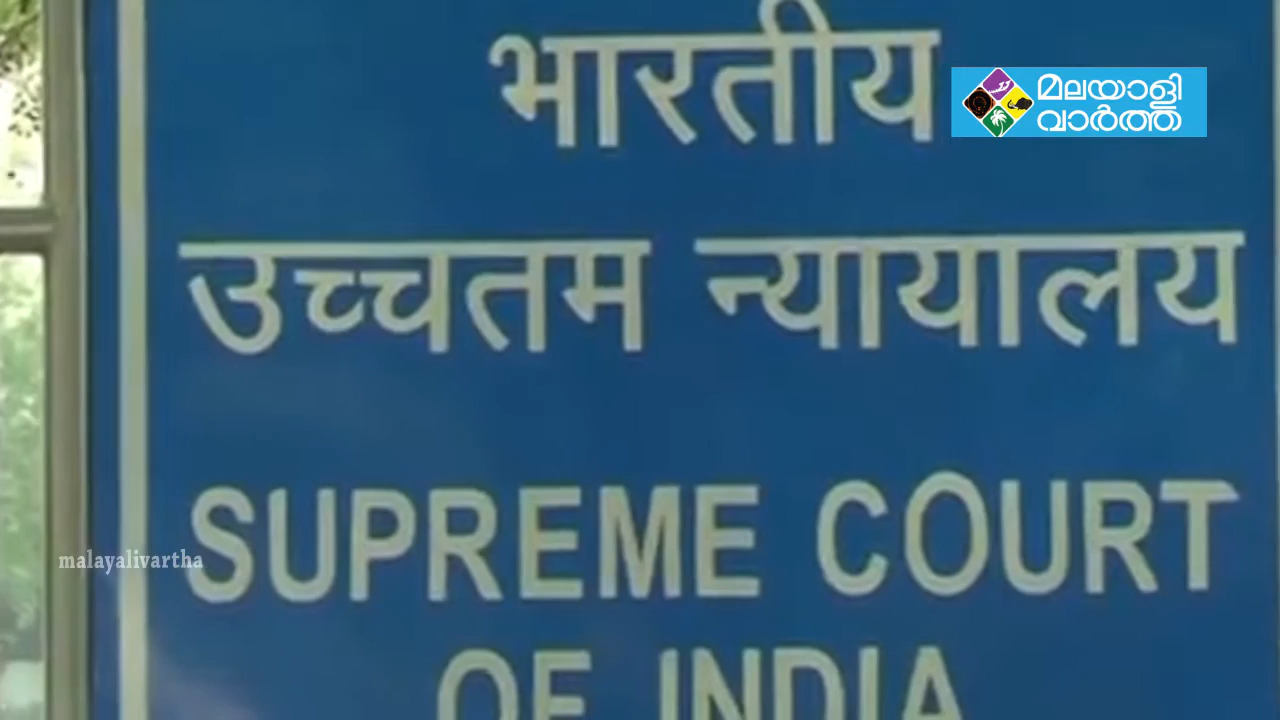 भारतीय
മലയാളി
വാർത്ത
उच्चतम न्यायालय
SUPREME COURT
malayalivartha
OF INDIA